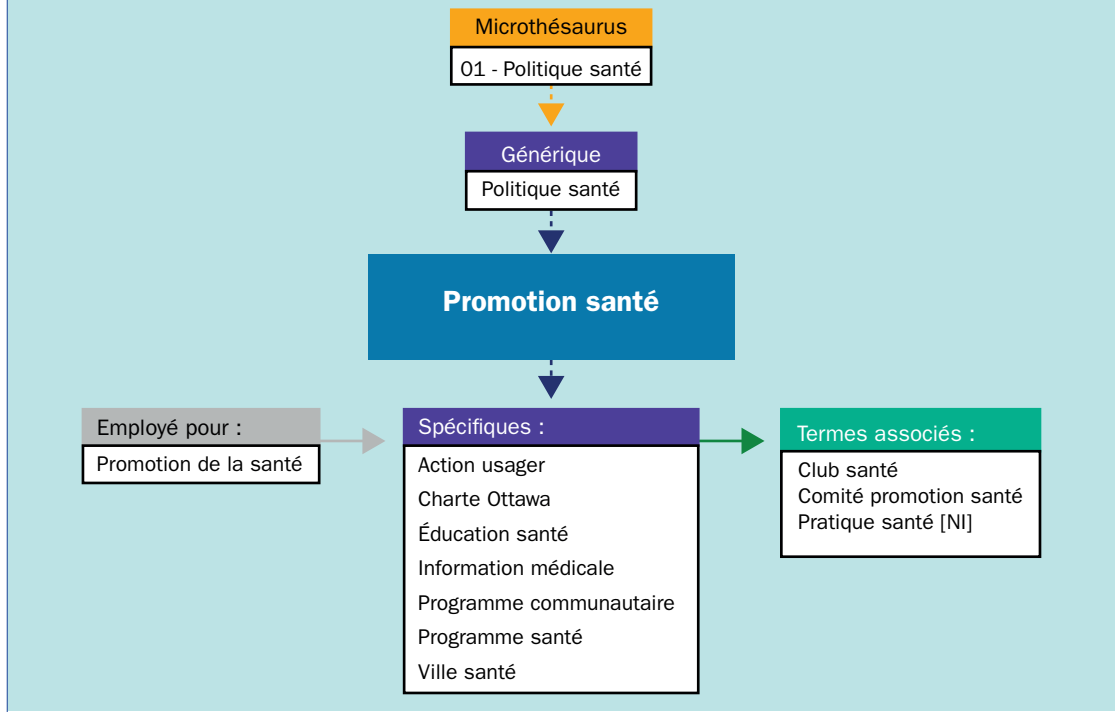 Microthésaurus
01 - Politique santé
Générique
Politique santé
Promotion santé
Employé pour :
Promotion de la santé
Spécifiques :
Action usager
Charte Ottawa
Éducation santé
Information médicale
Programme communautaire
Programme santé
Ville santé
Termes associés :
Club santé
Comité promotion santé
Pratique santé [NI]